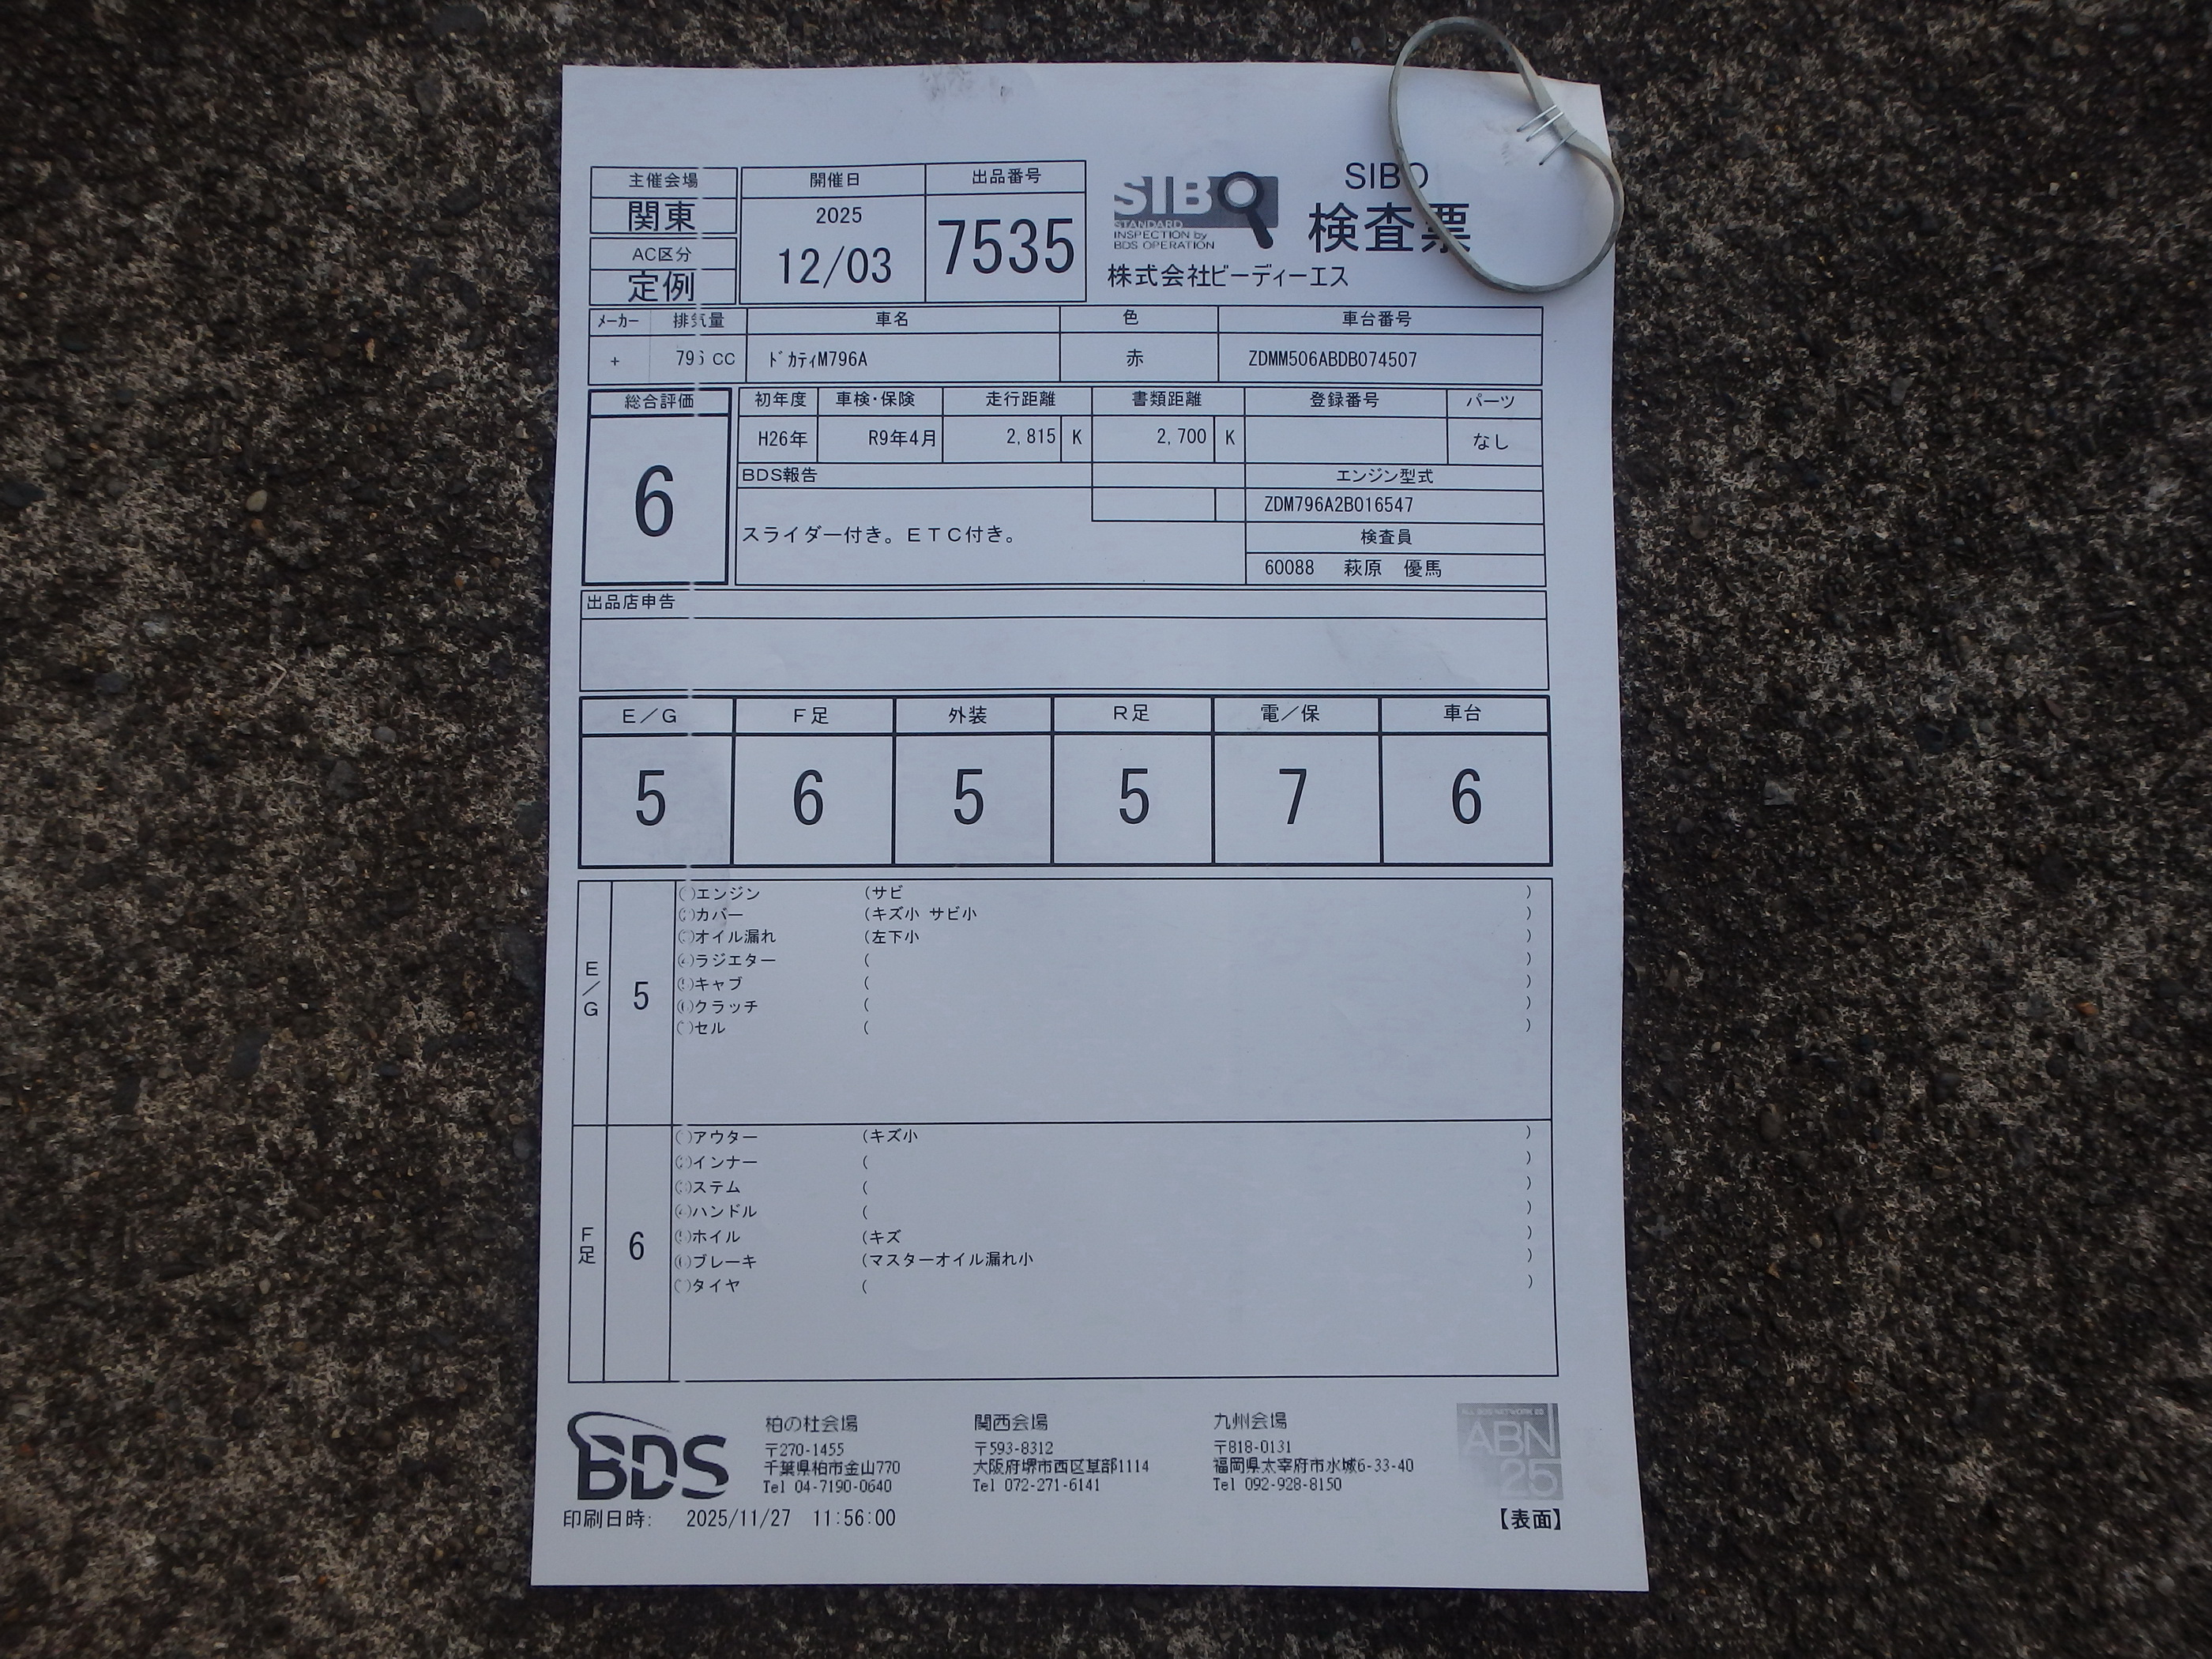 主催会場 開催日 出品番号
関東 2025 12/03 7535
AC区分
定例
SIBO
STANDARD
INSPECTION by
BDS OPERATION
SIBO
検査票
株式会社ビーディーエス
メーカー 排気量 車名 色 車台番号
+ 796 CC ドカティM796A 赤 ZDMM506ABDB074507
総合評価 初年度 車検・保険 走行距離 書類距離 登録番号 パーツ
6 H26年 R9年4月 2,815 K 2,700 K なし
BDS報告 エンジン型式
ZDM796A2B016547
スライダー付き。ETC付き。 検査員
60088 萩原 優馬
出品店申告
E/G F足 外装 R足 電/保 車台
5 6 5 5 7 6
E/G 5
エンジン (サビ )
カバー (キズ小 サビ小 )
オイル漏れ (左下小 )
ラジエター ( )
キャブ ( )
クラッチ ( )
セル ( )
F足 6
アウター (キズ小 )
インナー ( )
ステム ( )
ハンドル ( )
ホイル (キズ )
ブレーキ (マスターオイル漏れ小 )
タイヤ ( )
BDS
柏の杜会場 関西会場 九州会場
〒270-1455 〒593-8312 〒818-0131
千葉県柏市金山770 大阪府堺市西区草部1114 福岡県太宰府市水城6-33-40
Tel 04-7190-0640 Tel 072-271-6141 Tel 092-928-8150
ABN
25
印刷日時: 2025/11/27 11:56:00 【表面】